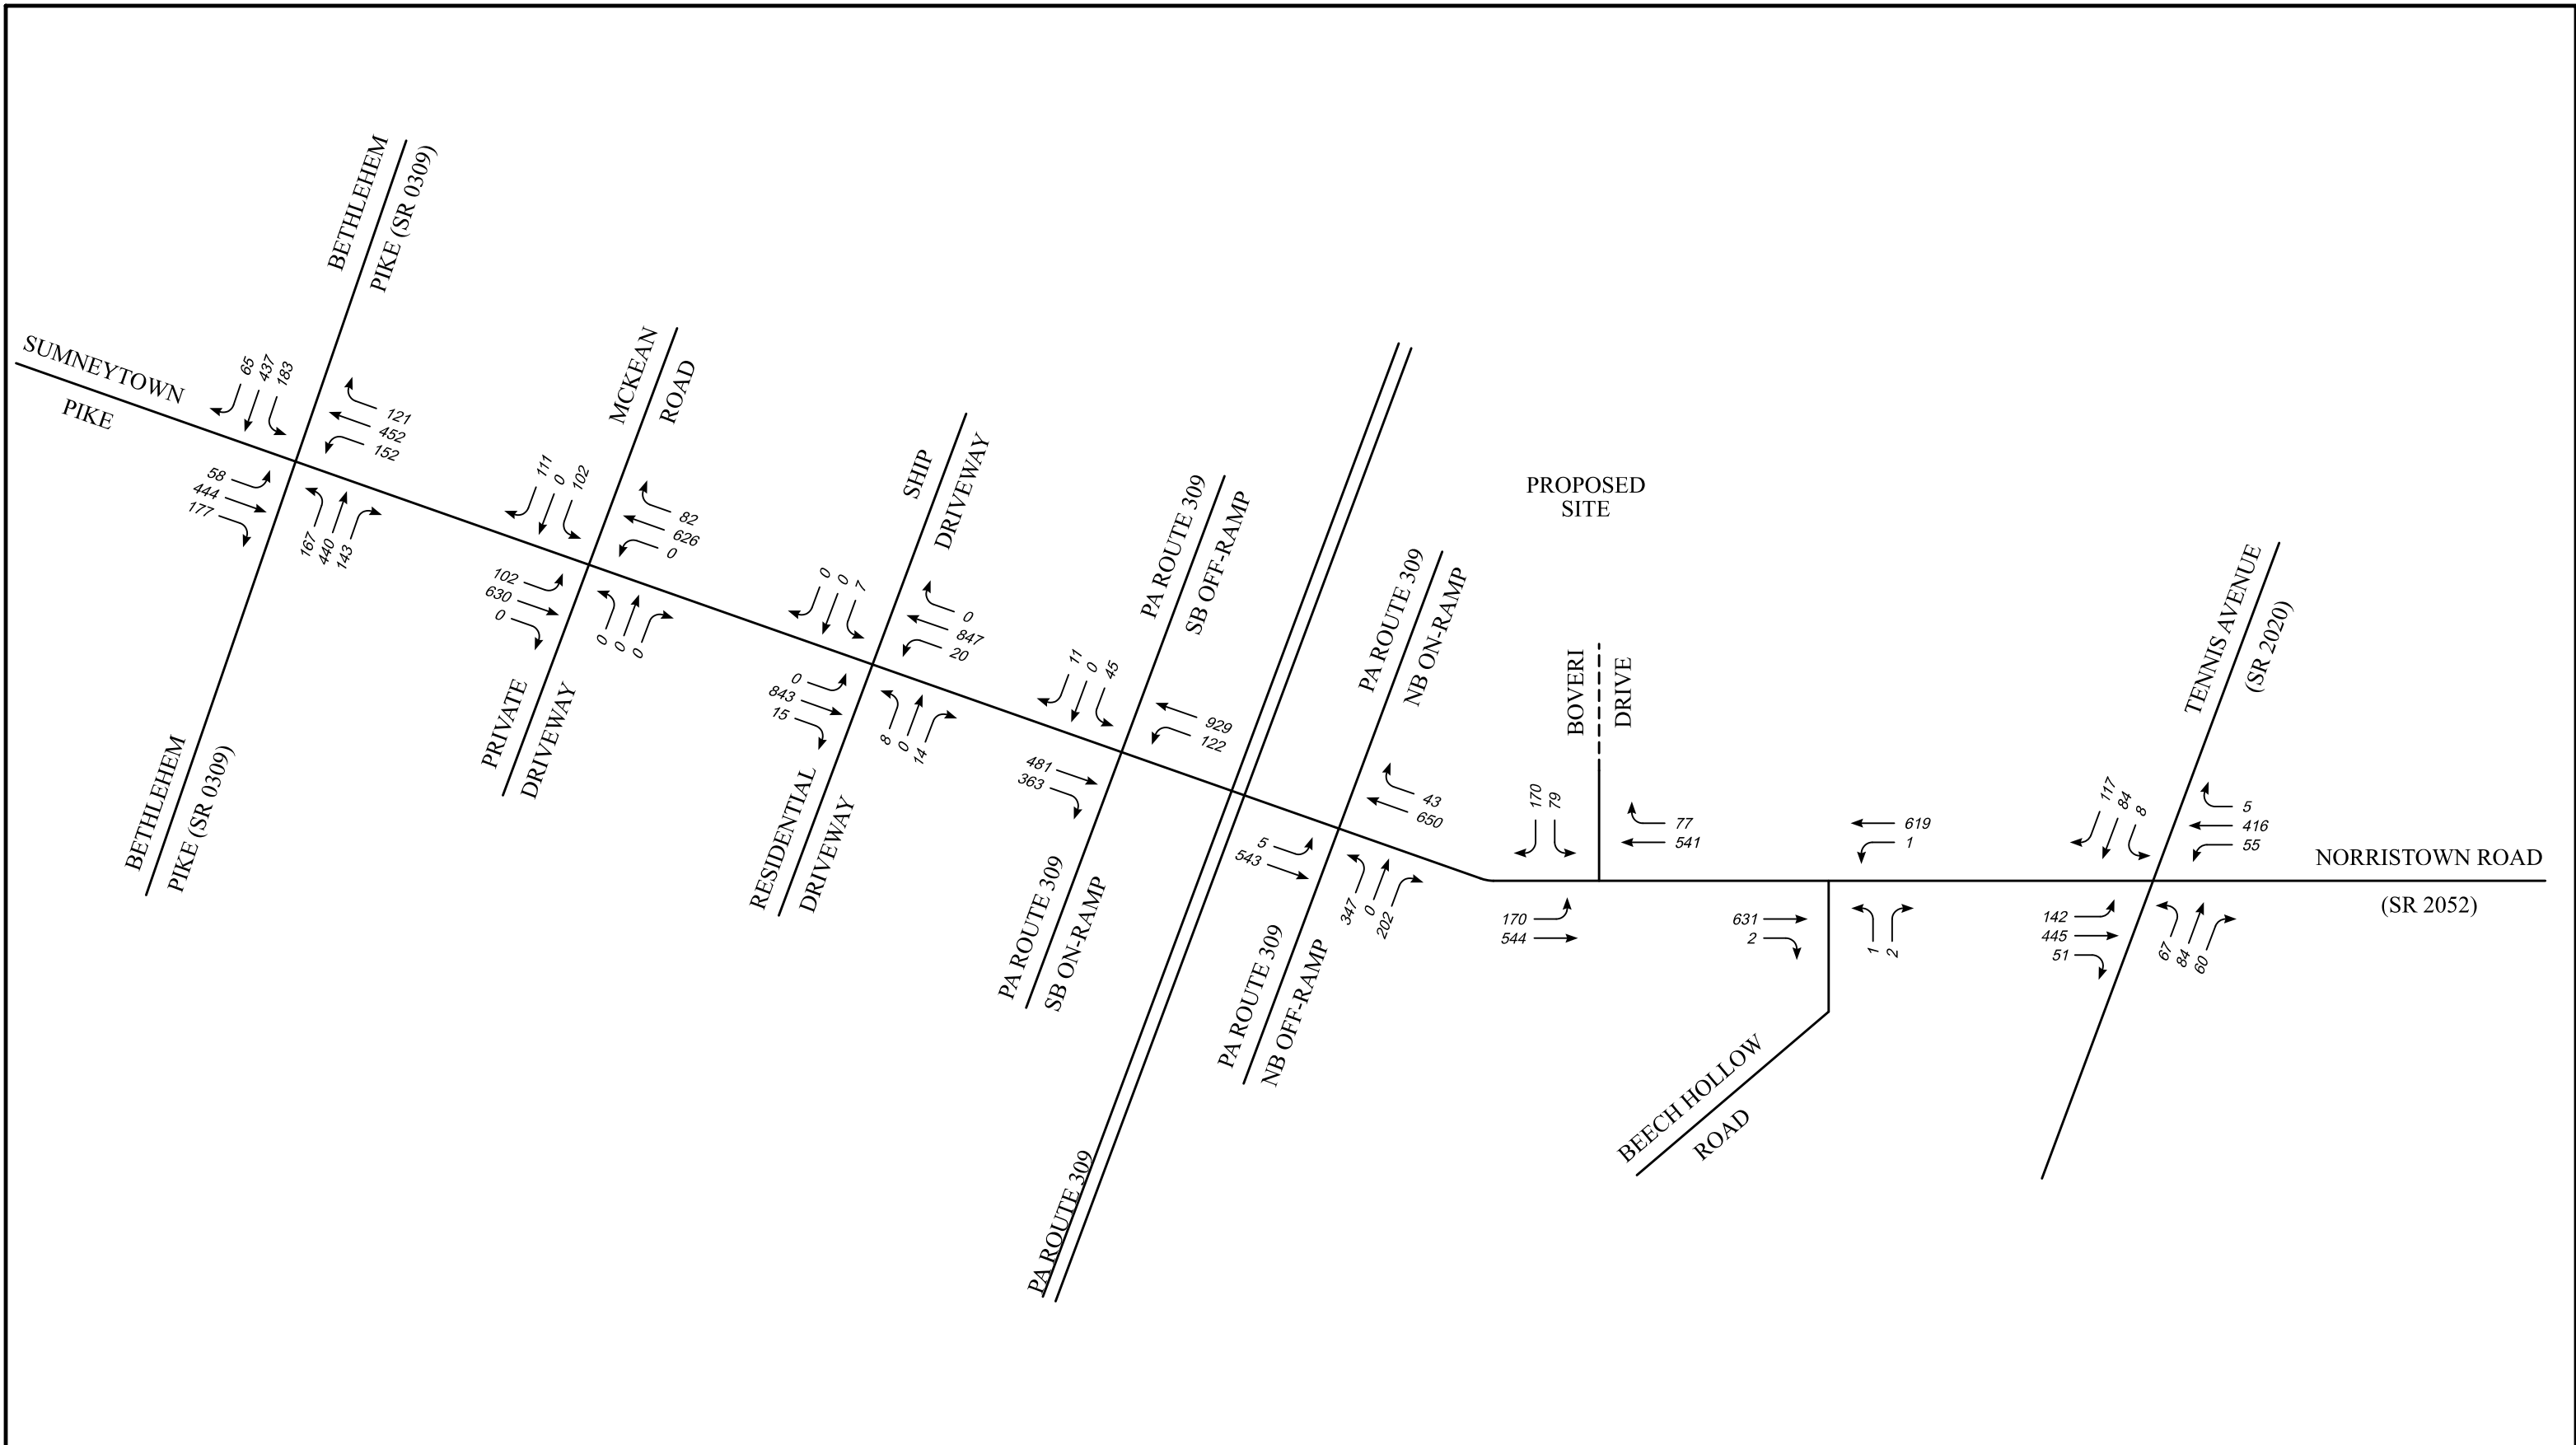 BETHLEHEM
PIKE (SR 0309)
SUMNEYTOWN
PIKE
65
437
183
121
452
152
58
444
177
167
440
143
BETHLEHEM
PIKE (SR 0309)
MCKEAN
ROAD
111
0
102
82
626
0
102
630
0
0
0
0
PRIVATE
DRIVEWAY
SHIP
DRIVEWAY
0
0
7
0
847
20
0
843
15
8
0
14
RESIDENTIAL
DRIVEWAY
PA ROUTE 309
SB OFF-RAMP
11
0
45
929
122
481
363
PA ROUTE 309
SB ON-RAMP
PA ROUTE 309
PA ROUTE 309
NB ON-RAMP
43
650
5
543
347
0
202
PA ROUTE 309
NB OFF-RAMP
PROPOSED
SITE
BOVERI
DRIVE
170
79
77
541
170
544
619
1
631
2
1
2
BEECH HOLLOW
ROAD
TENNIS AVENUE
(SR 2020)
117
84
8
5
416
55
142
445
51
67
84
60
NORRISTOWN ROAD
(SR 2052)